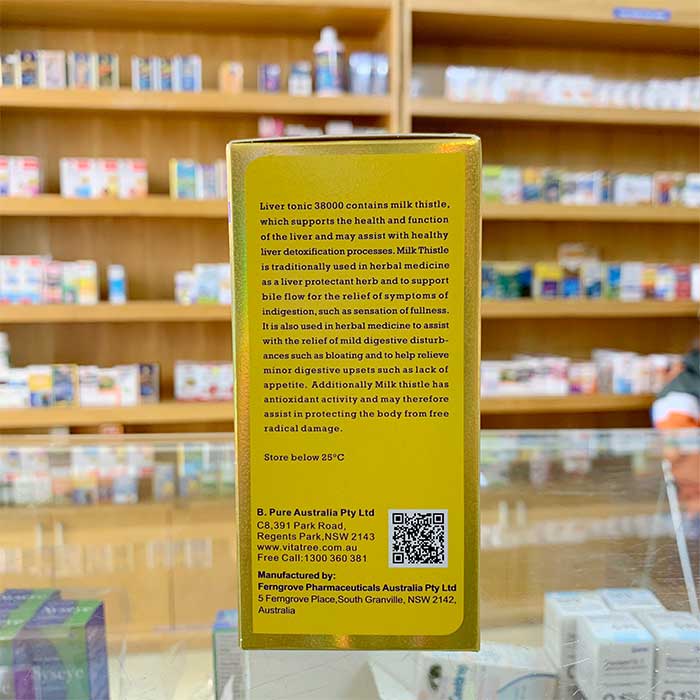 Liver tonic 38000 contains milk thistle,
which supports the health and function
of the liver and may assist with healthy
liver detoxification processes. Milk Thistle
is traditionally used in herbal medicine
as a liver protectant herb and to support
bile flow for the relief of symptoms of
indigestion, such as sensation of fullness.
It is also used in herbal medicine to assist
with the relief of mild digestive disturb-
ances such as bloating and to help relieve
minor digestive upsets such as lack of
appetite. Additionally Milk thistle has
antioxidant activity and may therefore
assist in protecting the body from free
radical damage.
Store below 25°C
B. Pure Australia Pty Ltd
C8,391 Park Road,
Regents Park,NSW 2143
www.vitatree.com.au
Free Call:1300 360 381
Manufactured by:
Ferngrove Pharmaceuticals Australia Pty Ltd
5 Ferngrove Place,South Granville, NSW 2142,
Australia